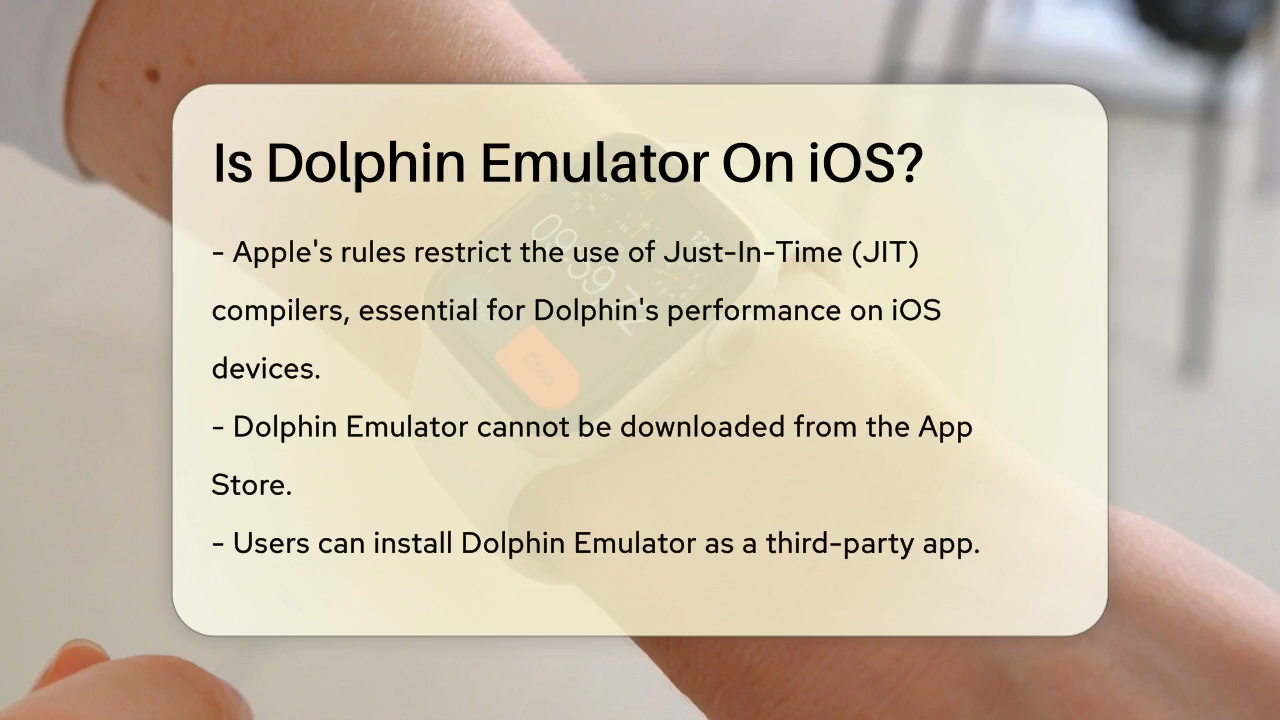 Is Dolphin Emulator On iOS?
- Apple's rules restrict the use of Just-In-Time (JIT)
compilers, essential for Dolphin's performance on iOS
devices.
- Dolphin Emulator cannot be downloaded from the App
Store.
- Users can install Dolphin Emulator as a third-party app.